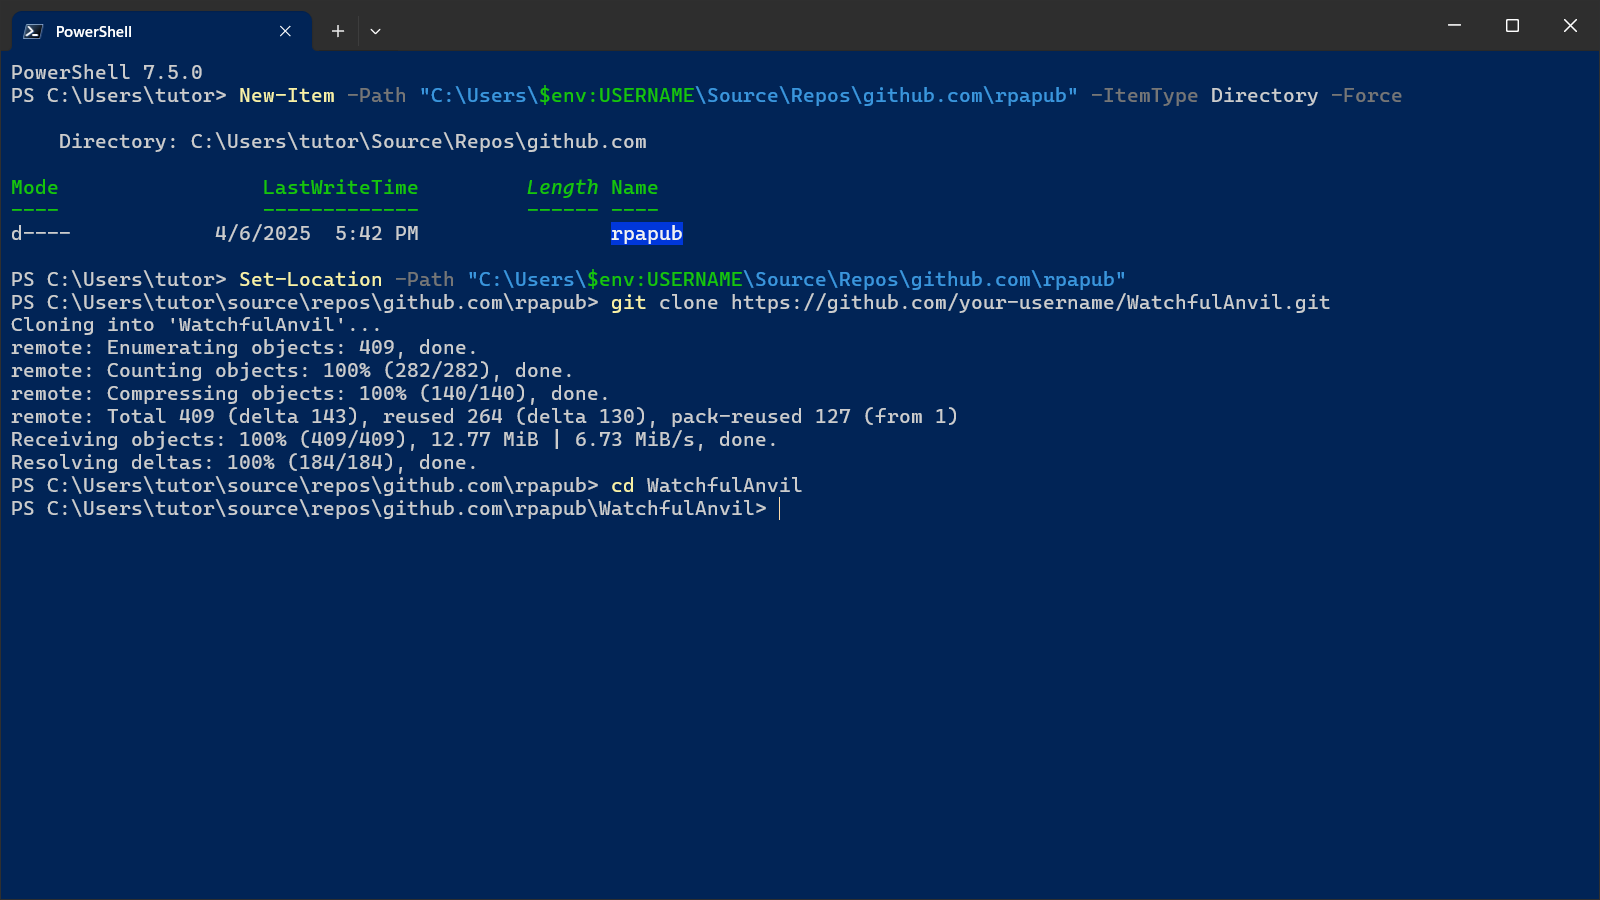 PowerShell
PowerShell 7.5.0
PS C:\Users\tutor> New-Item -Path "C:\Users\$env:USERNAME\Source\Repos\github.com\rpapub" -ItemType Directory -Force
    Directory: C:\Users\tutor\Source\Repos\github.com
Mode                 LastWriteTime         Length Name
----                 -------------         ------ ----
d----            4/6/2025  5:42 PM                rpapub
PS C:\Users\tutor> Set-Location -Path "C:\Users\$env:USERNAME\Source\Repos\github.com\rpapub"
PS C:\Users\tutor\source\repos\github.com\rpapub> git clone https://github.com/your-username/WatchfulAnvil.git
Cloning into 'WatchfulAnvil'...
remote: Enumerating objects: 409, done.
remote: Counting objects: 100% (282/282), done.
remote: Compressing objects: 100% (140/140), done.
remote: Total 409 (delta 143), reused 264 (delta 130), pack-reused 127 (from 1)
Receiving objects: 100% (409/409), 12.77 MiB | 6.73 MiB/s, done.
Resolving deltas: 100% (184/184), done.
PS C:\Users\tutor\source\repos\github.com\rpapub> cd WatchfulAnvil
PS C:\Users\tutor\source\repos\github.com\rpapub\WatchfulAnvil>